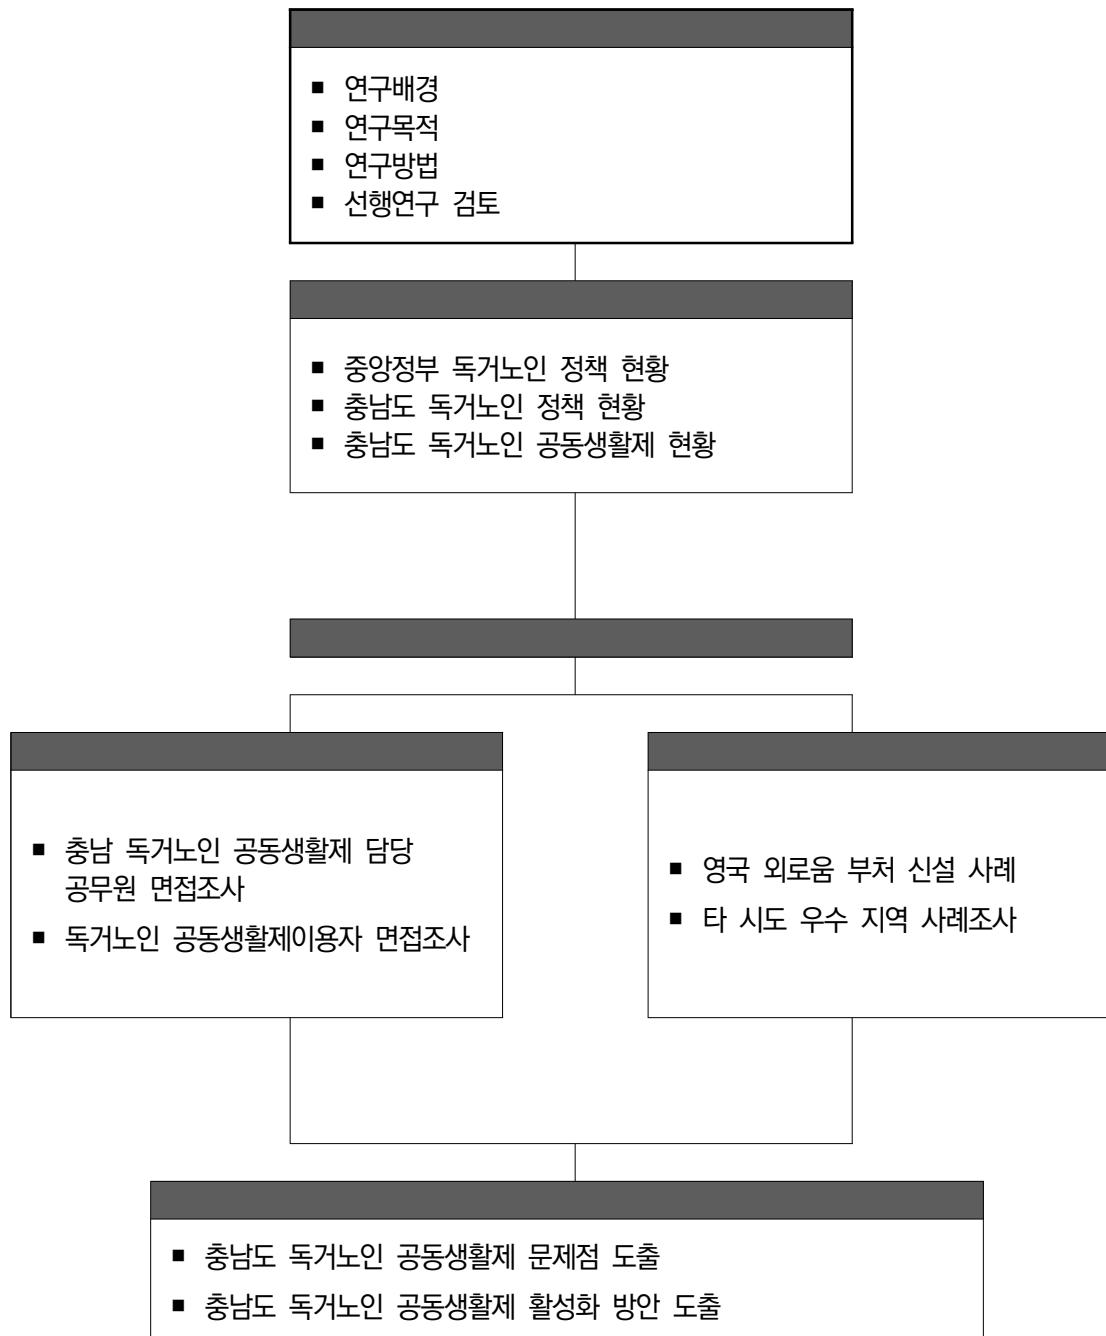 ■ 연구배경
■ 연구목적
■ 연구방법
■ 선행연구 검토
■ 중앙정부 독거노인 정책 현황
■ 충남도 독거노인 정책 현황
■ 충남도 독거노인 공동생활제 현황
■ 충남 독거노인 공동생활제 담당
공무원 면접조사
■ 독거노인 공동생활제이용자 면접조사
■ 영국 외로움 부처 신설 사례
■ 타 시도 우수 지역 사례조사
■ 충남도 독거노인 공동생활제 문제점 도출
■ 충남도 독거노인 공동생활제 활성화 방안 도출